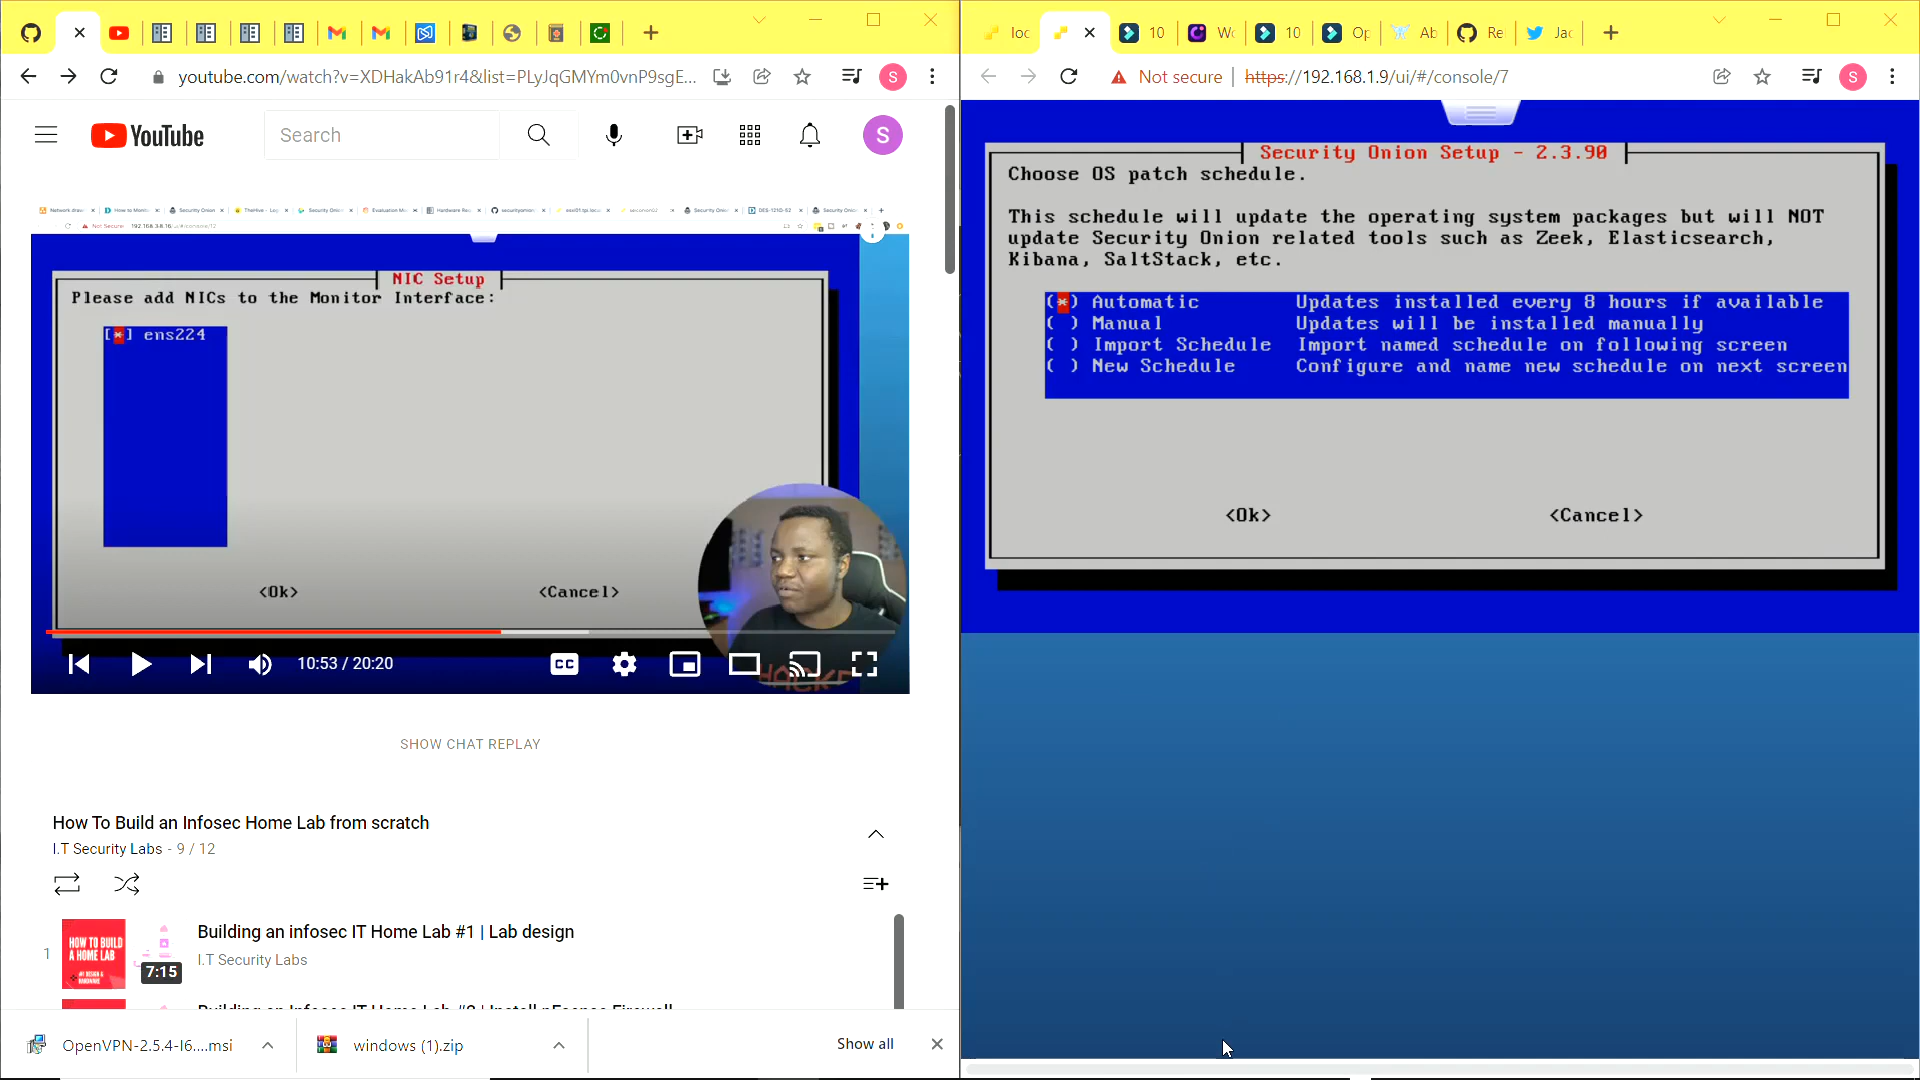 youtube.com/watch?v=XDHakAb91r4&list=PLyJqGMYm0vnP9sgE...
S
YouTube
Search
S
NIC Setup
Please add NICs to the Monitor Interface:
[*] ens224
<Ok>
<Cancel>
10:53 / 20:20
CC
SHOW CHAT REPLAY
How To Build an Infosec Home Lab from scratch
I.T Security Labs - 9 / 12
1
HOW TO BUILD
A HOME LAB
7:15
Building an infosec IT Home Lab #1 | Lab design
I.T Security Labs
OpenVPN-2.5.4-I6....msi
windows (1).zip
Show all
loc
10
Wo
10
Op
Ab
Re
Jac
Not secure
https://192.168.1.9/ui/#/console/7
S
Security Onion Setup - 2.3.90
Choose OS patch schedule.
This schedule will update the operating system packages but will NOT
update Security Onion related tools such as Zeek, Elasticsearch,
Kibana, SaltStack, etc.
(*) Automatic Updates installed every 8 hours if available
( ) Manual Updates will be installed manually
( ) Import Schedule Import named schedule on following screen
( ) New Schedule Configure and name new schedule on next screen
<Ok>
<Cancel>